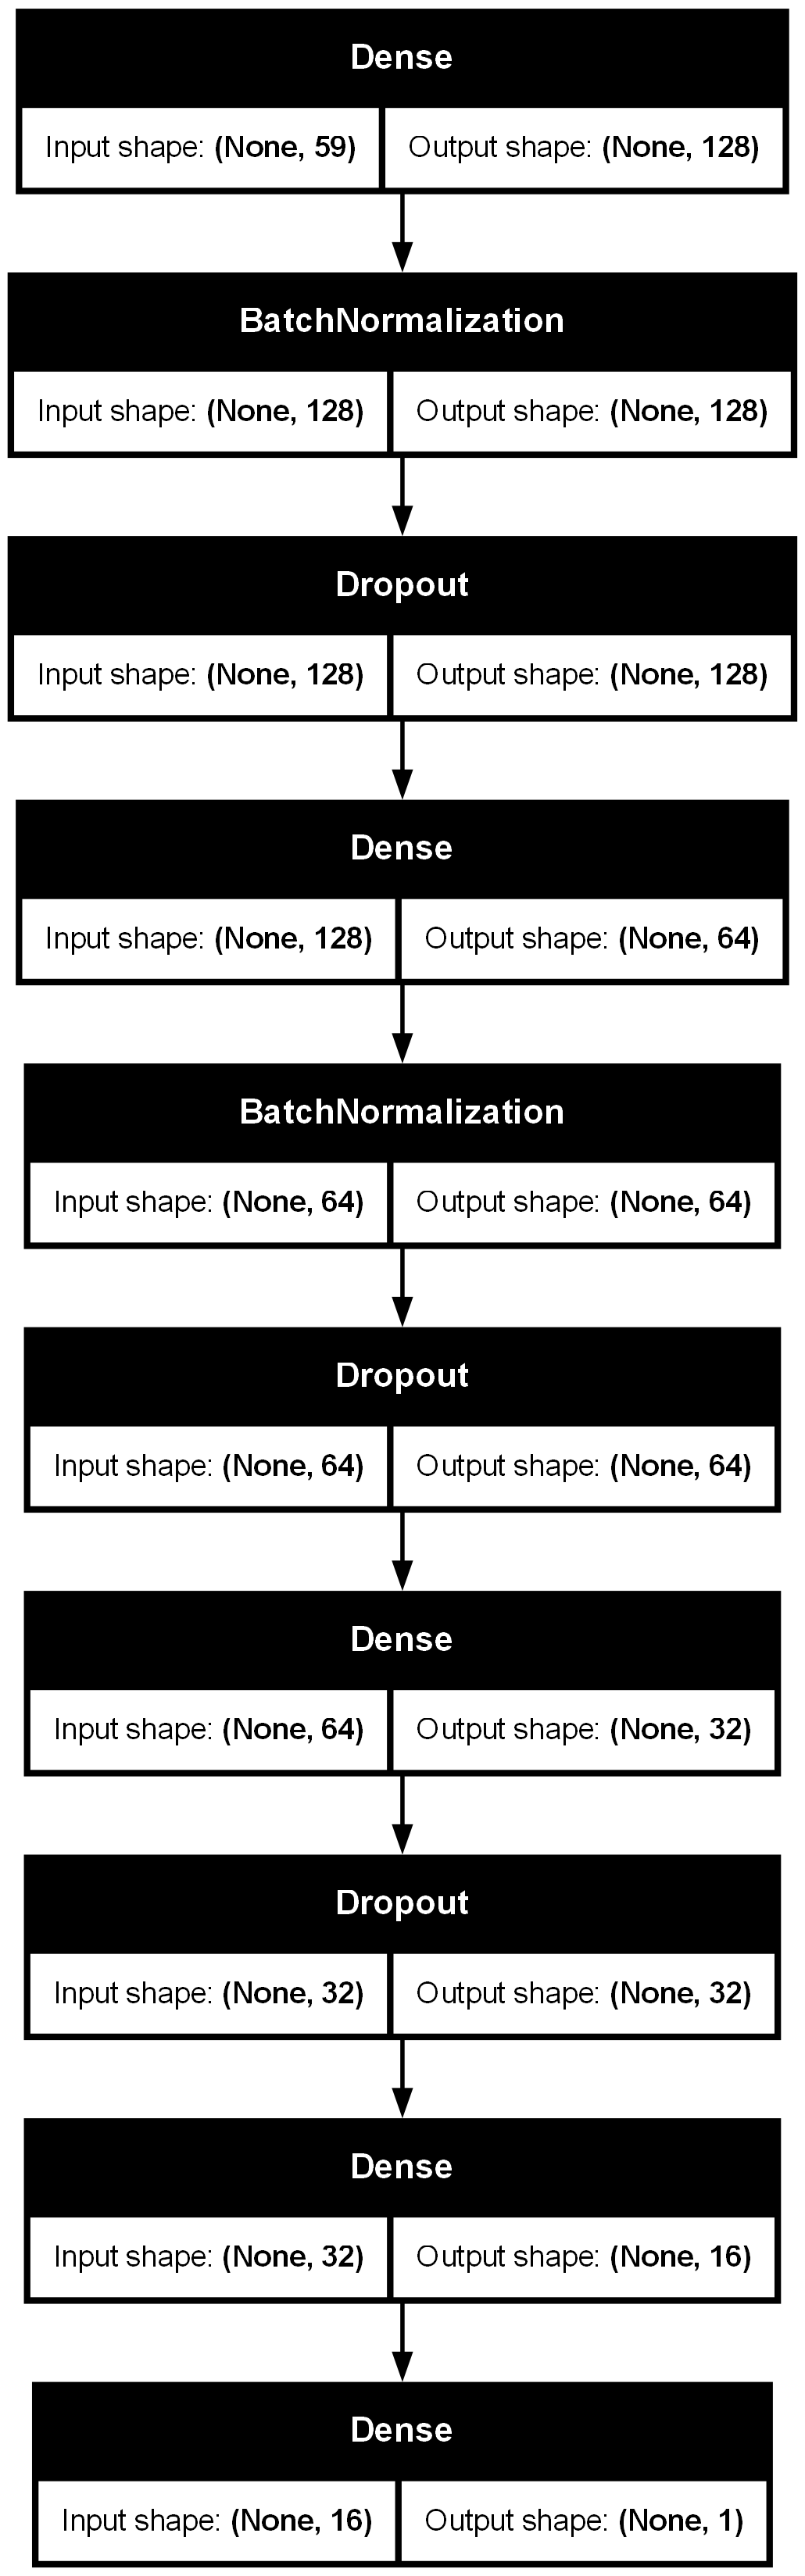 Dense
Input shape: (None, 59) Output shape: (None, 128)
BatchNormalization
Input shape: (None, 128) Output shape: (None, 128)
Dropout
Input shape: (None, 128) Output shape: (None, 128)
Dense
Input shape: (None, 128) Output shape: (None, 64)
BatchNormalization
Input shape: (None, 64) Output shape: (None, 64)
Dropout
Input shape: (None, 64) Output shape: (None, 64)
Dense
Input shape: (None, 64) Output shape: (None, 32)
Dropout
Input shape: (None, 32) Output shape: (None, 32)
Dense
Input shape: (None, 32) Output shape: (None, 16)
Dense
Input shape: (None, 16) Output shape: (None, 1)